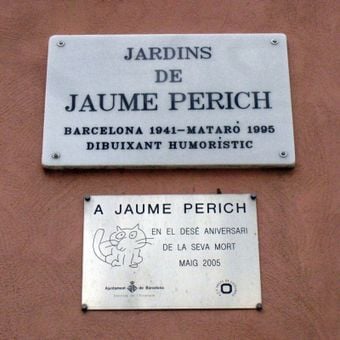 JARDINS
DE
JAUME PERICH
BARCELONA 1941-MATARÓ 1995
DIBUIXANT HUMORÍSTIC
A JAUME PERICH
EN EL DESÈ ANIVERSARI
DE LA SEVA MORT
MAIG 2005
Ajuntament de Barcelona